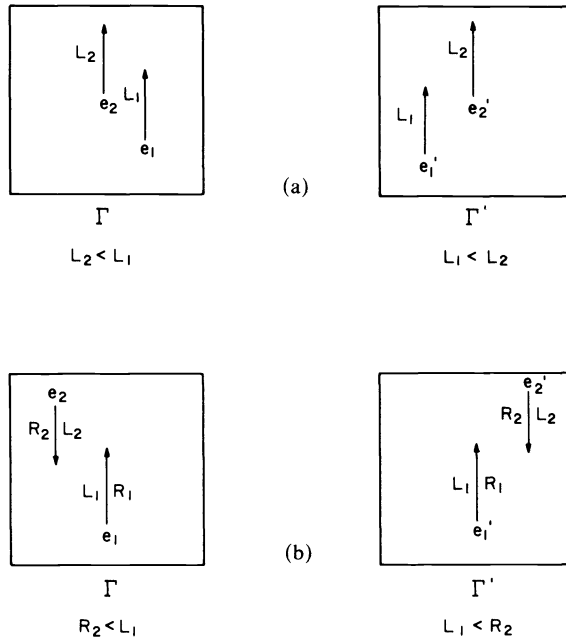 L₂ L₁ e₂ e₁
L₂ L₁ e₂' e₁'
(a)
Γ Γ'
L₂ < L₁ L₁ < L₂
e₂ R₂ L₂ L₁ R₁ e₁
e₂' R₂ L₂ L₁ R₁ e₁'
(b)
Γ Γ'
R₂ < L₁ L₁ < R₂